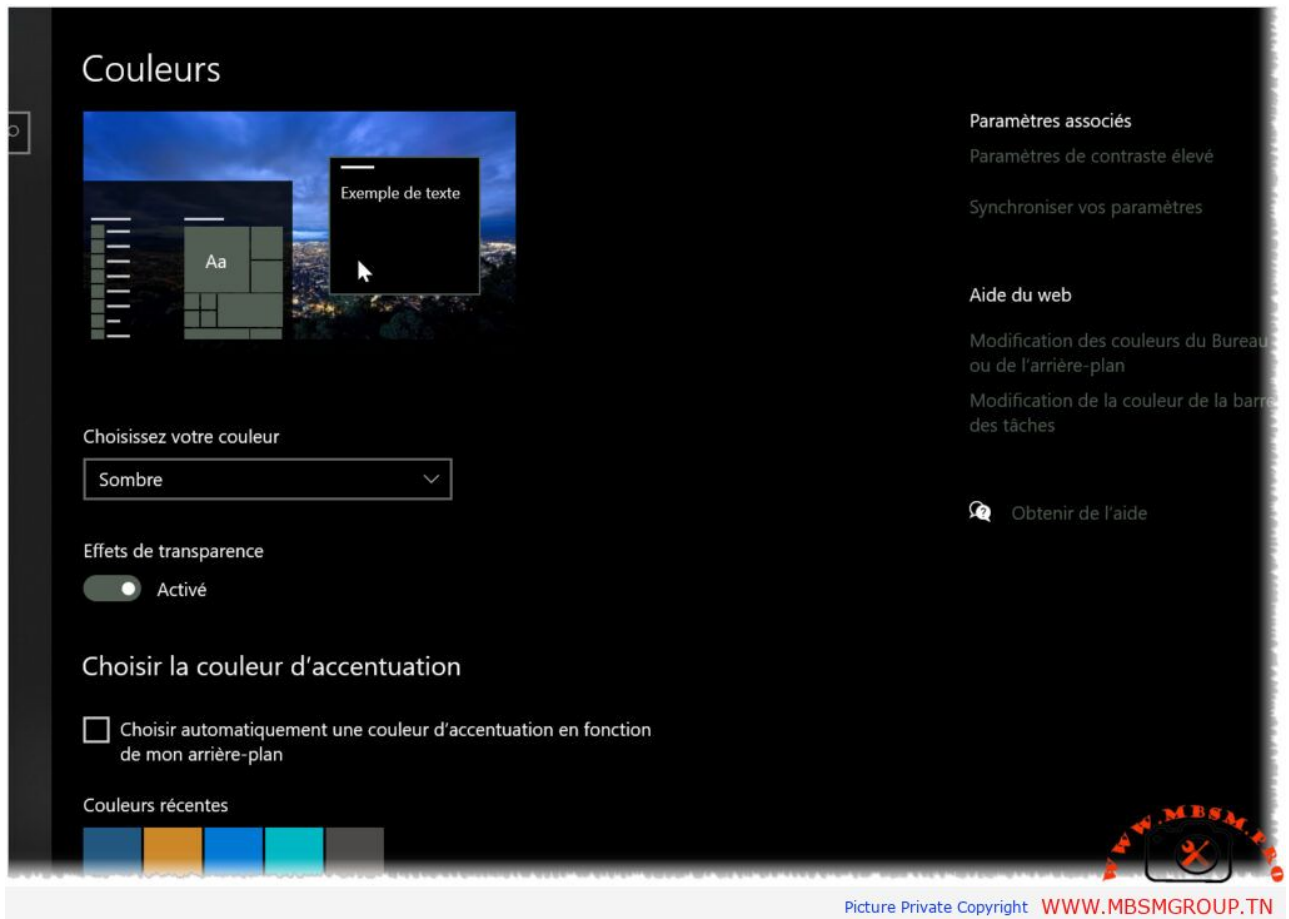 Couleurs
Exemple de texte
Aa
Choisissez votre couleur
Sombre
Effets de transparence
Activé
Choisir la couleur d'accentuation
Choisir automatiquement une couleur d'accentuation en fonction
de mon arrière-plan
Couleurs récentes
Paramètres associés
Paramètres de contraste élevé
Synchroniser vos paramètres
Aide du web
Modification des couleurs du Bureau
ou de l'arrière-plan
Modification de la couleur de la barre
des tâches
Obtenir de l'aide
WWW.MBSM.PRO
Picture Private Copyright WWW.MBSMGROUP.TN